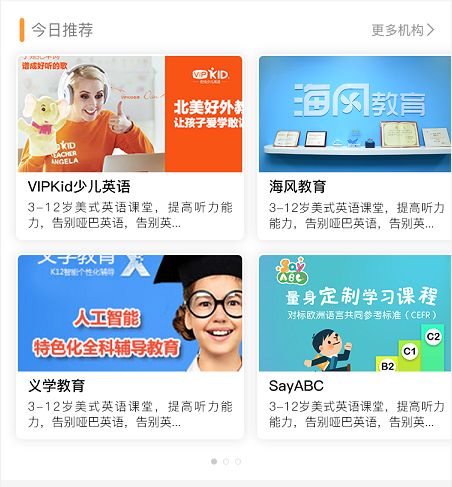 今日推荐
更多机构
谱成好听的歌
VIPKID
北美好外教
让孩子爱学敢说
KID
TEACHER
ANGELA
VIPKid少儿英语
3-12岁美式英语课堂，提高听力能
力，告别哑巴英语，告别英...
海风教育
海风教育
3-12岁美式英语课堂，提高听力能
力，告别哑巴英语，告别英...
义学教育
K12智能个性化辅导
人工智能
特色化全科辅导教育
义学教育
3-12岁美式英语课堂，提高听力能
力，告别哑巴英语，告别英...
Say
ABC
量身定制学习课程
对标欧洲语言共同参考标准（CEFR）
C2
C1
B2
SayABC
3-12岁美式英语课堂，提高听力能
力，告别哑巴英语，告别英...